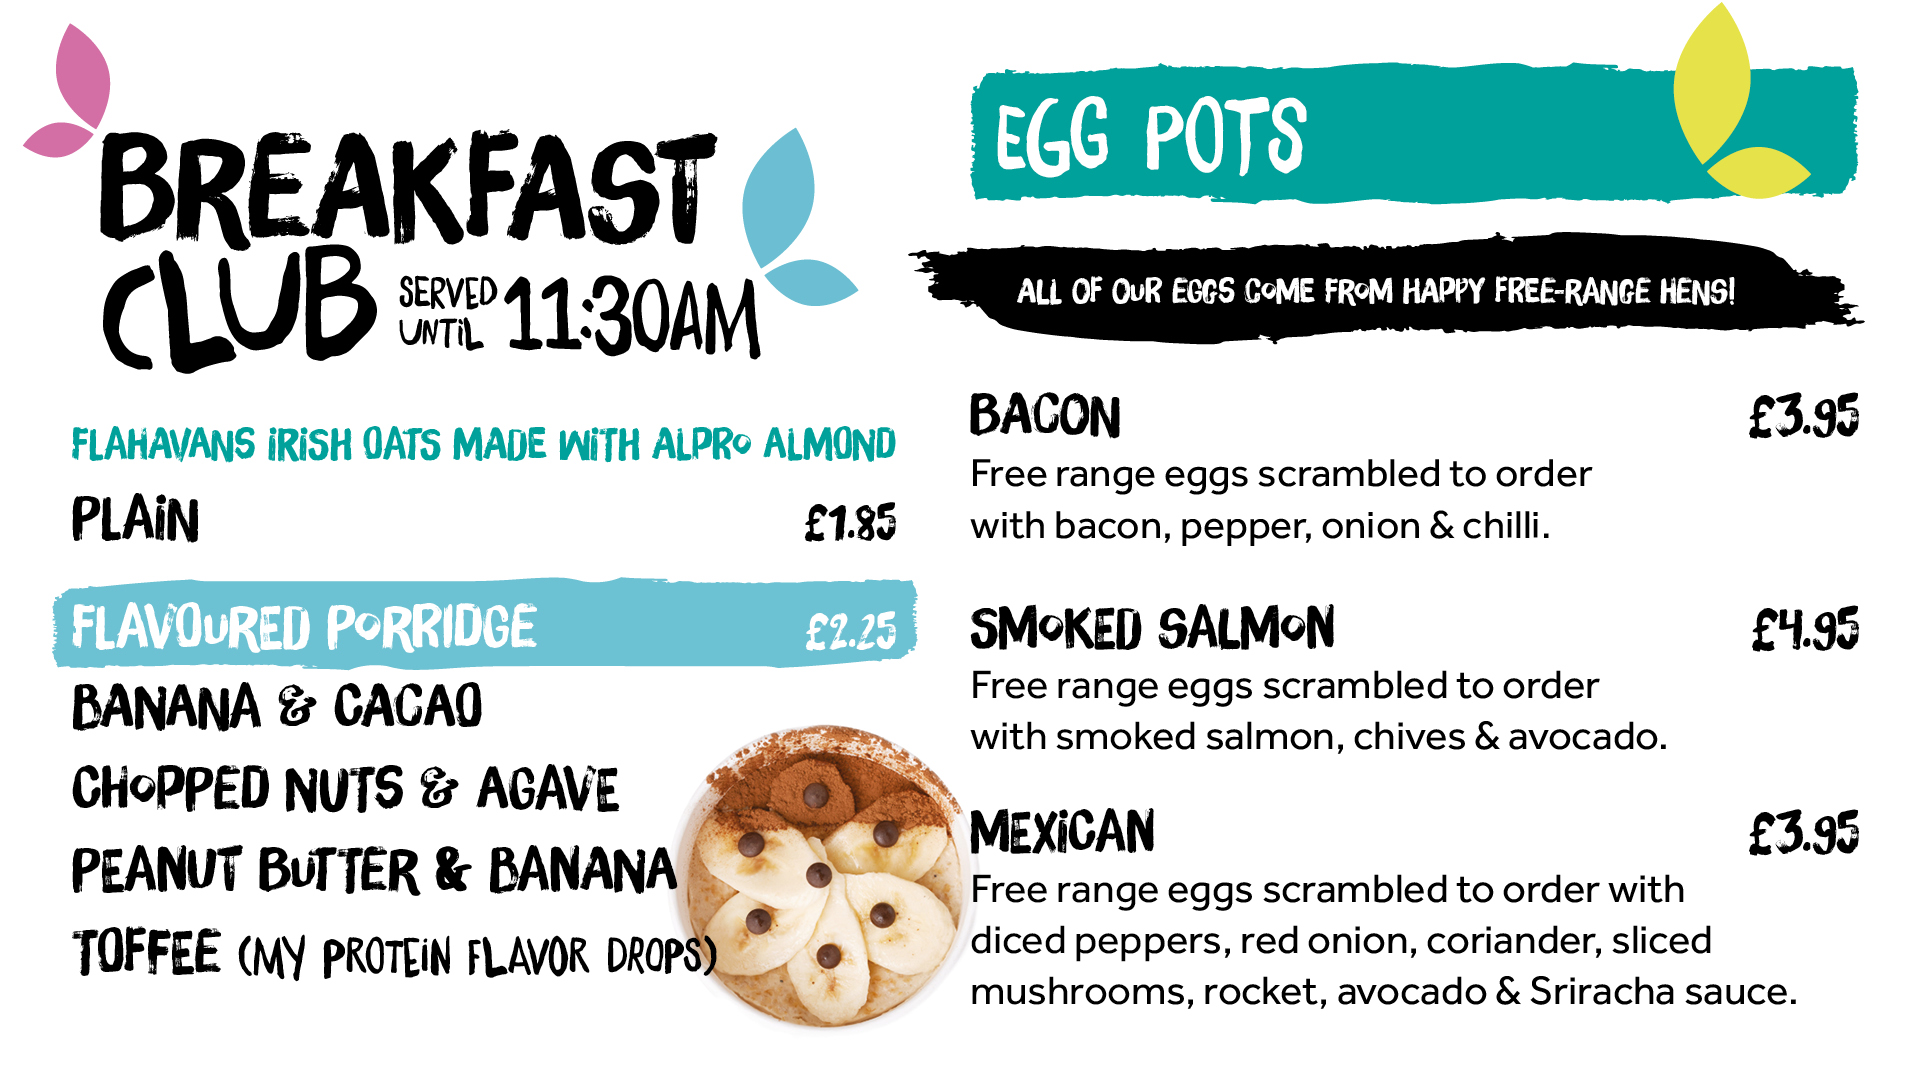 BREAKFAST
CLUB SERVED UNTIL 11:30AM
FLAHAVANS IRISH OATS MADE WITH ALPRO ALMOND
PLAIN £1.85
FLAVOURED PORRIDGE £2.25
BANANA & CACAO
CHOPPED NUTS & AGAVE
PEANUT BUTTER & BANANA
TOFFEE (MY PROTEIN FLAVOR DROPS)
EGG POTS
ALL OF OUR EGGS COME FROM HAPPY FREE-RANGE HENS!
BACON £3.95
Free range eggs scrambled to order
with bacon, pepper, onion & chilli.
SMOKED SALMON £4.95
Free range eggs scrambled to order
with smoked salmon, chives & avocado.
MEXICAN £3.95
Free range eggs scrambled to order with
diced peppers, red onion, coriander, sliced
mushrooms, rocket, avocado & Sriracha sauce.